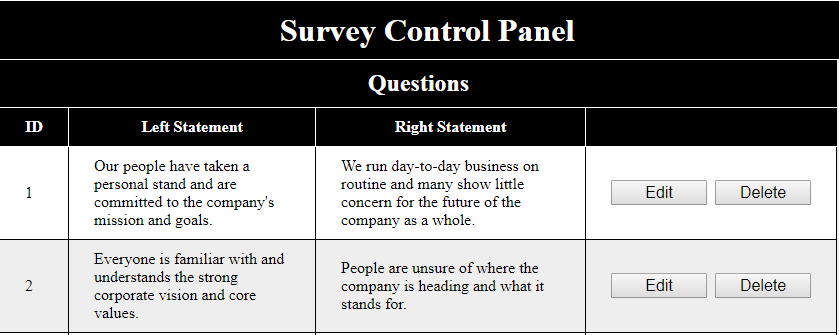 Survey Control Panel
Questions
ID Left Statement Right Statement
1
Our people have taken a
personal stand and are
committed to the company's
mission and goals.
We run day-to-day business on
routine and many show little
concern for the future of the
company as a whole.
Edit Delete
2
Everyone is familiar with and
understands the strong
corporate vision and core
values.
People are unsure of where the
company is heading and what it
stands for.
Edit Delete